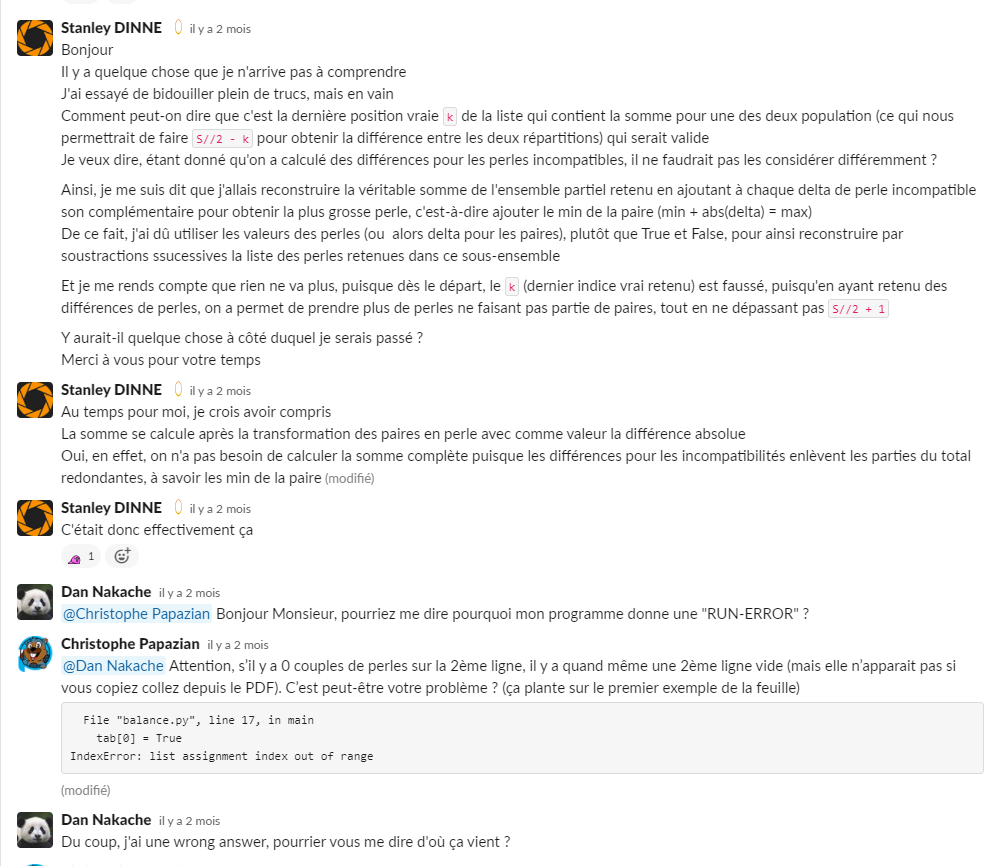 Stanley DINNE il y a 2 mois
Bonjour
Il y a quelque chose que je n'arrive pas à comprendre
J'ai essayé de bidouiller plein de trucs, mais en vain
Comment peut-on dire que c'est la dernière position vraie k de la liste qui contient la somme pour une des deux population (ce qui nous
permettrait de faire S//2 - k pour obtenir la différence entre les deux répartitions) qui serait valide
Je veux dire, étant donné qu'on a calculé des différences pour les perles incompatibles, il ne faudrait pas les considérer différemment ?
Ainsi, je me suis dit que j'allais reconstruire la véritable somme de l'ensemble partiel retenu en ajoutant à chaque delta de perle incompatible
son complémentaire pour obtenir la plus grosse perle, c'est-à-dire ajouter le min de la paire (min + abs(delta) = max)
De ce fait, j'ai dû utiliser les valeurs des perles (ou alors delta pour les paires), plutôt que True et False, pour ainsi reconstruire par
soustractions ssucessives la liste des perles retenues dans ce sous-ensemble
Et je me rends compte que rien ne va plus, puisque dès le départ, le k (dernier indice vrai retenu) est faussé, puisqu'en ayant retenu des
différences de perles, on a permet de prendre plus de perles ne faisant pas partie de paires, tout en ne dépassant pas S//2 + 1
Y aurait-il quelque chose à côté duquel je serais passé ?
Merci à vous pour votre temps
Stanley DINNE il y a 2 mois
Au temps pour moi, je crois avoir compris
La somme se calcule après la transformation des paires en perle avec comme valeur la différence absolue
Oui, en effet, on n'a pas besoin de calculer la somme complète puisque les différences pour les incompatibilités enlèvent les parties du total
redondantes, à savoir les min de la paire (modifié)
Stanley DINNE il y a 2 mois
C'était donc effectivement ça
1
Dan Nakache il y a 2 mois
@Christophe Papazian Bonjour Monsieur, pourriez me dire pourquoi mon programme donne une "RUN-ERROR" ?
Christophe Papazian il y a 2 mois
@Dan Nakache Attention, s’il y a 0 couples de perles sur la 2ème ligne, il y a quand même une 2ème ligne vide (mais elle n’apparait pas si
vous copiez collez depuis le PDF). C’est peut-être votre problème ? (ça plante sur le premier exemple de la feuille)
File "balance.py", line 17, in main
tab[0] = True
IndexError: list assignment index out of range
(modifié)
Dan Nakache il y a 2 mois
Du coup, j'ai une wrong answer, pourrier vous me dire d'où ça vient ?